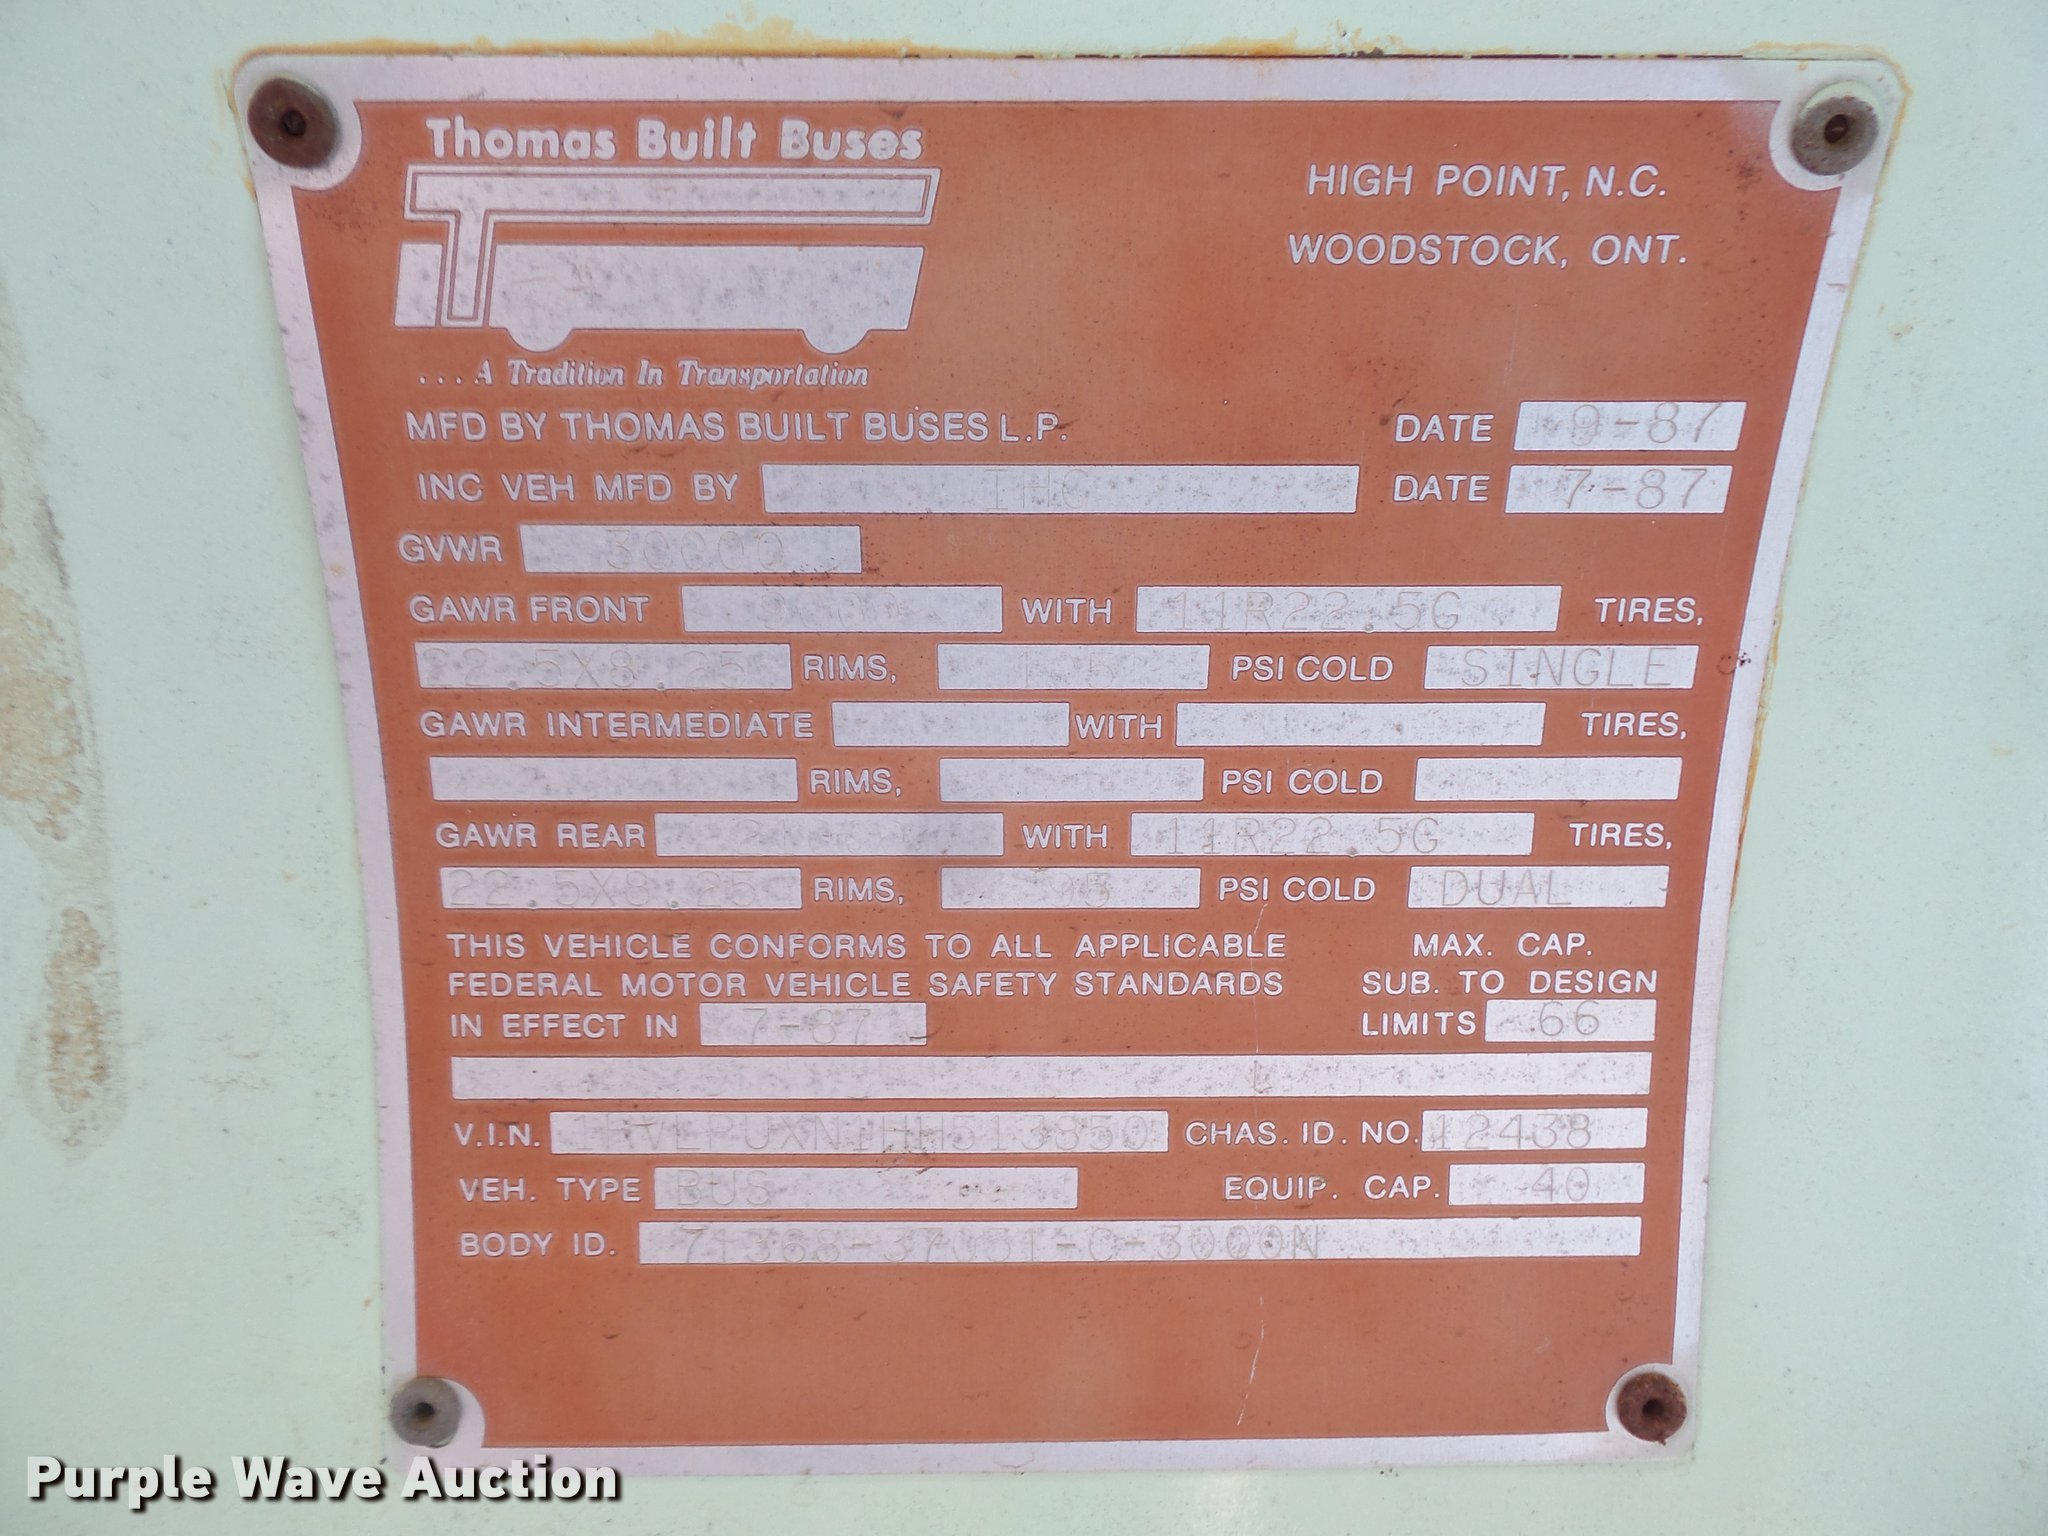 Thomas Built Buses
HIGH POINT, N.C.
WOODSTOCK, ONT.
. . . . A Tradition In Transportation
MFD BY THOMAS BUILT BUSES L.P. DATE 9-87
INC VEH MFD BY IHC DATE 7-87
GVWR 30000
GAWR FRONT WITH 11R22.5G TIRES,
22.5X8.25 RIMS, PSI COLD SINGLE
GAWR INTERMEDIATE WITH TIRES,
RIMS, PSI COLD
GAWR REAR WITH 11R22.5G TIRES,
22.5X8.25 RIMS, 95 PSI COLD DUAL
THIS VEHICLE CONFORMS TO ALL APPLICABLE MAX. CAP.
FEDERAL MOTOR VEHICLE SAFETY STANDARDS SUB. TO DESIGN
IN EFFECT IN 7-87 LIMITS 66
V.I.N. CHAS. ID. NO. 12438
VEH. TYPE BUS EQUIP. CAP. 40
BODY ID.
Purple Wave Auction